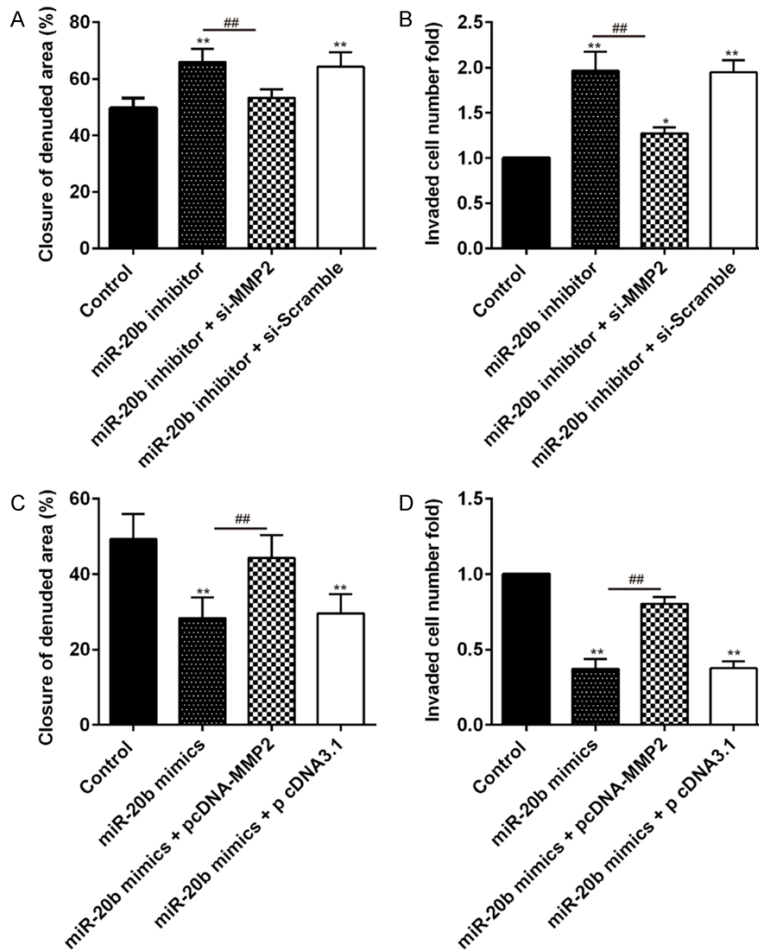 A
Closure of denuded area (%)
80
60
40
20
0
**
##
**
Control
miR-20b inhibitor
miR-20b inhibitor + si-MMP2
miR-20b inhibitor + si-Scramble
B
Invaded cell number fold)
2.5
2.0
1.5
1.0
0.5
0.0
**
##
*
**
Control
miR-20b inhibitor
miR-20b inhibitor + si-MMP2
miR-20b inhibitor + si-Scramble
C
Closure of denuded area (%)
60
40
20
0
**
##
**
Control
miR-20b mimics
miR-20b mimics + pcDNA-MMP2
miR-20b mimics + p cDNA3.1
D
Invaded cell number fold)
1.5
1.0
0.5
0.0
**
##
**
Control
miR-20b mimics
miR-20b mimics + pcDNA-MMP2
miR-20b mimics + p cDNA3.1